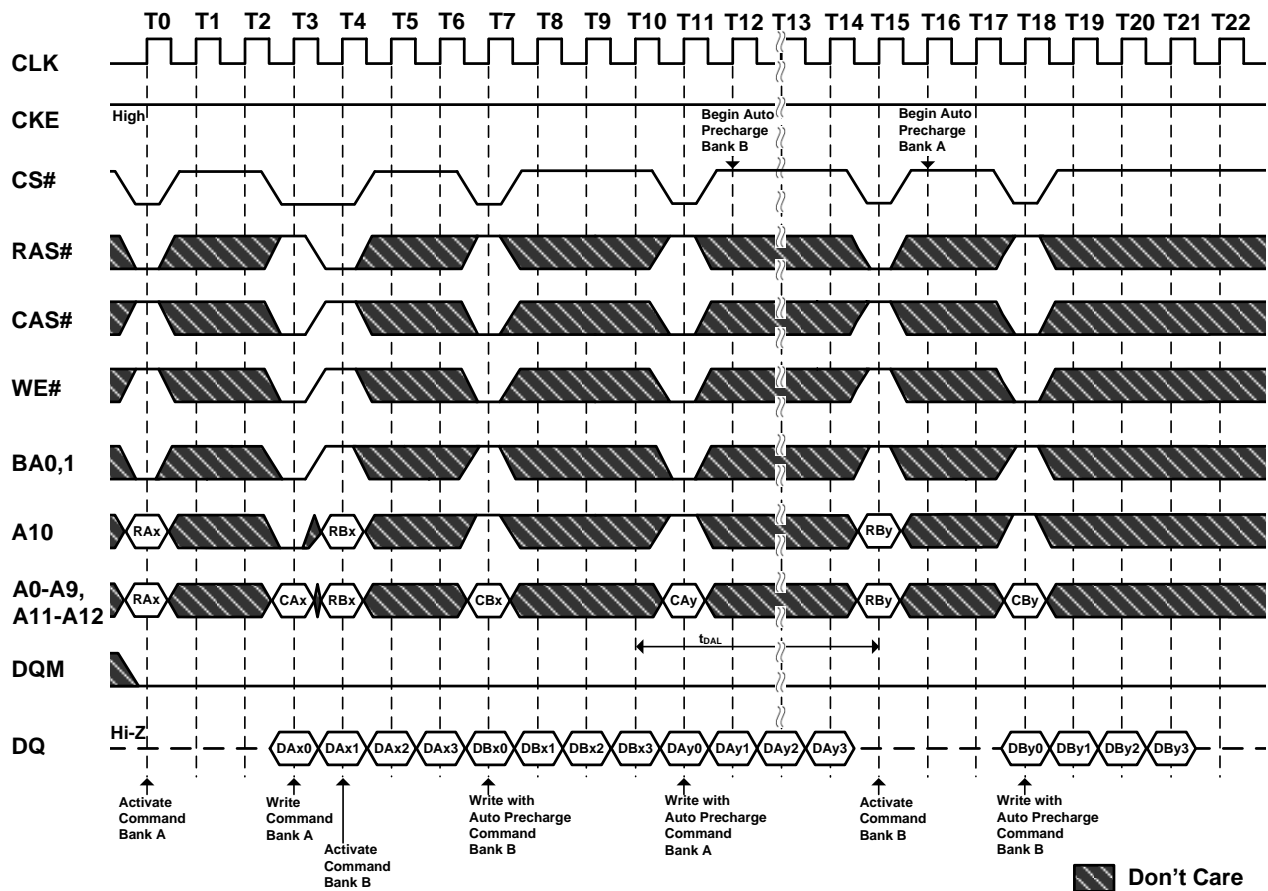 T0 T1 T2 T3 T4 T5 T6 T7 T8 T9 T10 T11 T12 T13 T14 T15 T16 T17 T18 T19 T20 T21 T22
CLK
CKE
High
Begin Auto
Precharge
Bank B
Begin Auto
Precharge
Bank A
CS#
RAS#
CAS#
WE#
BA0,1
A10
RAx RBx RBy
A0-A9,
A11-A12
RAx CAx RBx CBx CAy RBy CBy
tDAL
DQM
DQ
Hi-Z
DAx0 DAx1 DAx2 DAx3 DBx0 DBx1 DBx2 DBx3 DAy0 DAy1 DAy2 DAy3 DBy0 DBy1 DBy2 DBy3
Activate
Command
Bank A
Write
Command
Bank A
Activate
Command
Bank B
Write with
Auto Precharge
Command
Bank B
Write with
Auto Precharge
Command
Bank A
Activate
Command
Bank B
Write with
Auto Precharge
Command
Bank B
Don't Care